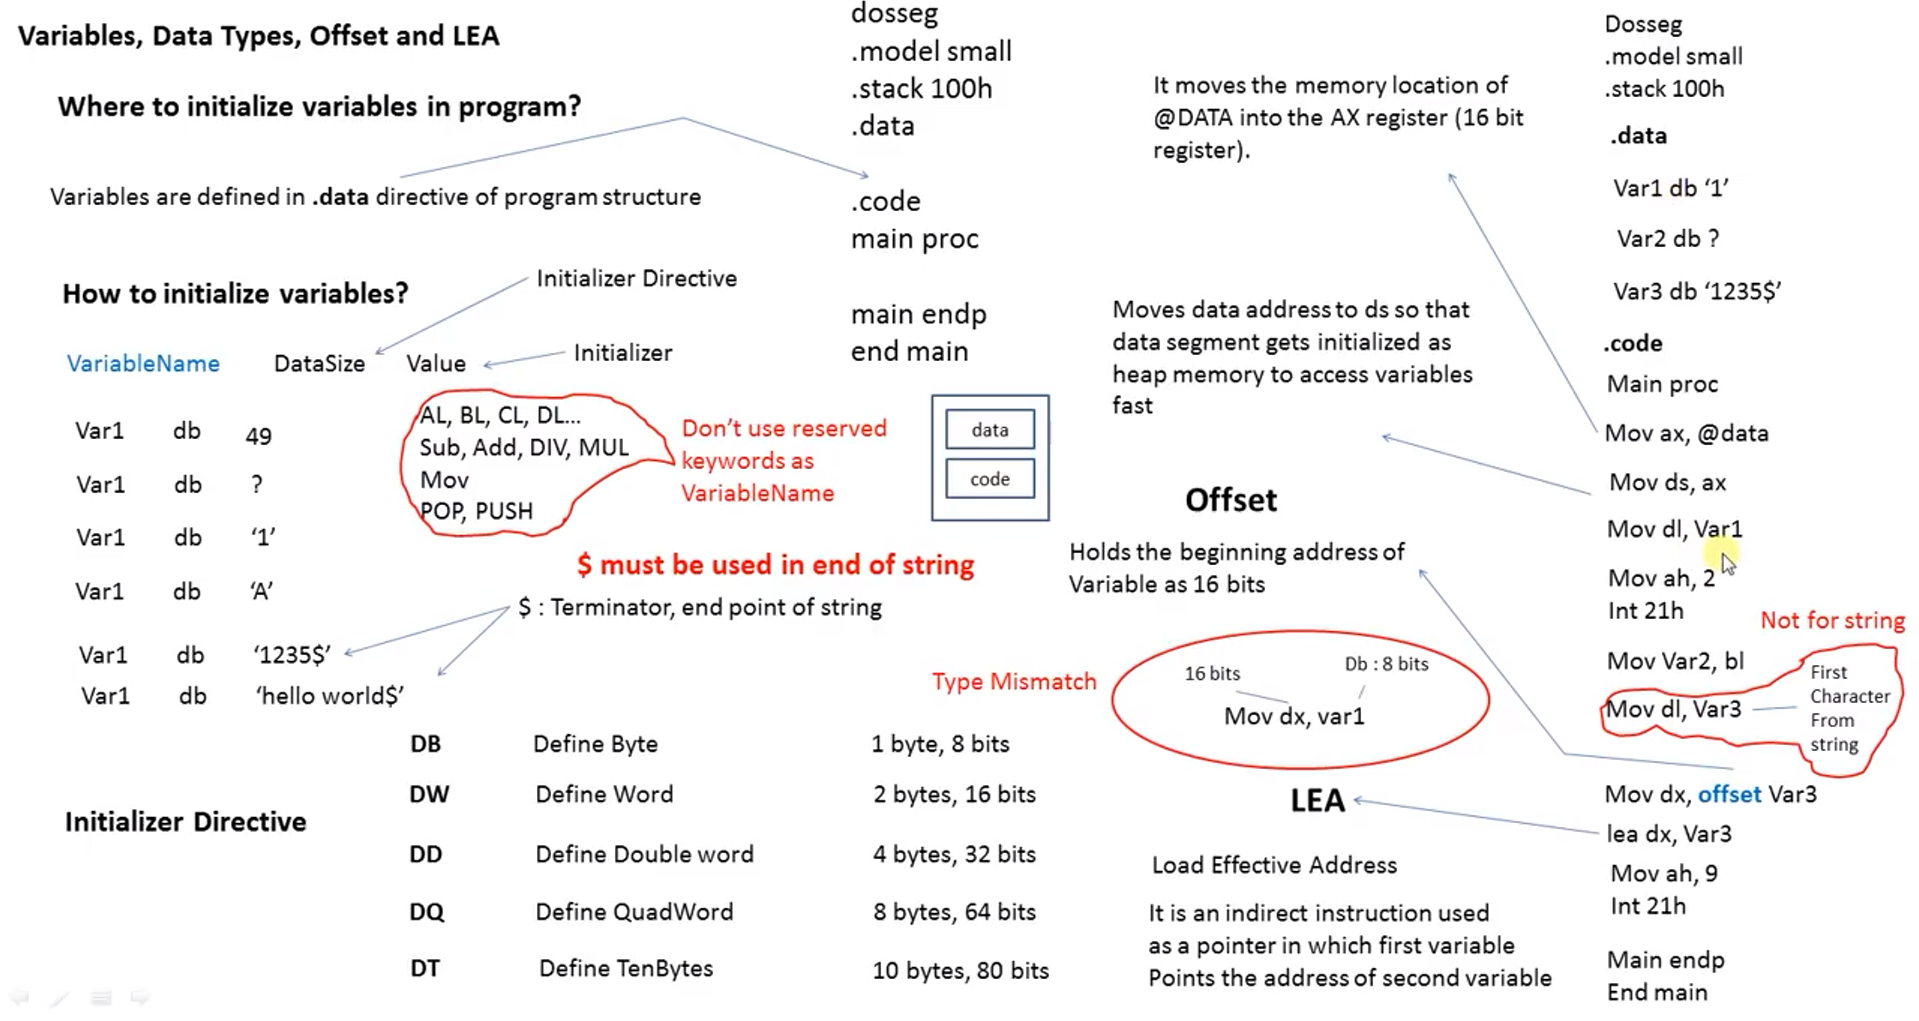 Variables, Data Types, Offset and LEA
Where to initialize variables in program?
Variables are defined in .data directive of program structure
How to initialize variables?
Initializer Directive
Initializer
VariableName DataSize Value
Var1 db 49
Var1 db ?
Var1 db ‘1’
Var1 db ‘A’
Var1 db ‘1235$’
Var1 db ‘hello world$’
AL, BL, CL, DL...
Sub, Add, DIV, MUL
Mov
POP, PUSH
Don’t use reserved
keywords as
VariableName
$ must be used in end of string
$ : Terminator, end point of string
Initializer Directive
DB Define Byte 1 byte, 8 bits
DW Define Word 2 bytes, 16 bits
DD Define Double word 4 bytes, 32 bits
DQ Define QuadWord 8 bytes, 64 bits
DT Define TenBytes 10 bytes, 80 bits
dosseg
.model small
.stack 100h
.data
.code
main proc
main endp
end main
data
code
It moves the memory location of
@DATA into the AX register (16 bit
register).
Moves data address to ds so that
data segment gets initialized as
heap memory to access variables
fast
Offset
Holds the beginning address of
Variable as 16 bits
Type Mismatch
16 bits
Db : 8 bits
Mov dx, var1
LEA
Load Effective Address
It is an indirect instruction used
as a pointer in which first variable
Points the address of second variable
Dosseg
.model small
.stack 100h
.data
Var1 db ‘1’
Var2 db ?
Var3 db ‘1235$’
.code
Main proc
Mov ax, @data
Mov ds, ax
Mov dl, Var1
Mov ah, 2
Int 21h
Not for string
Mov Var2, bl
Mov dl, Var3
First
Character
From
string
Mov dx, offset Var3
lea dx, Var3
Mov ah, 9
Int 21h
Main endp
End main